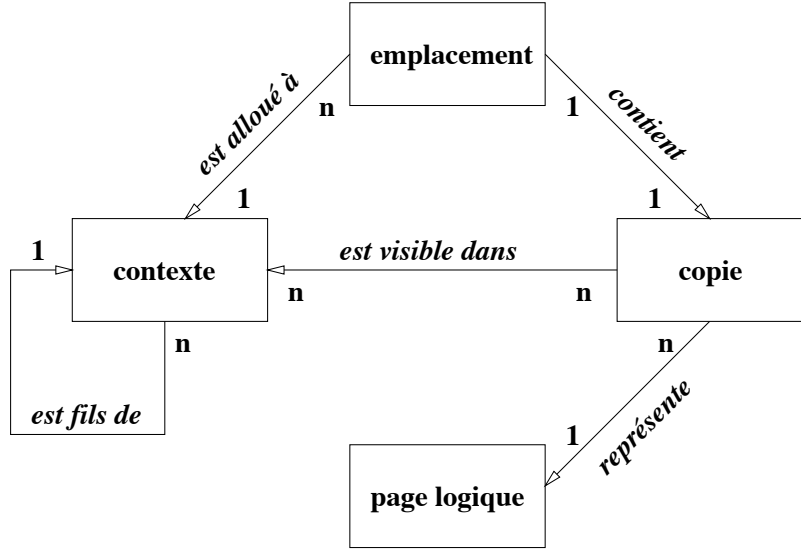 emplacement
est alloué à
n
1
contient
1
1
1
contexte
est visible dans
copie
n
n
n
n
est fils de
1
représente
page logique